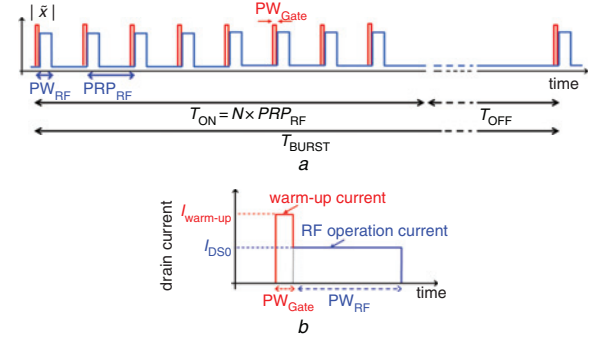 | x̃ |
PW_Gate
PW_RF
PRP_RF
time
T_ON = N × PRP_RF
T_OFF
T_BURST
a
drain current
I_warm-up
warm-up current
RF operation current
I_DS0
PW_Gate
PW_RF
time
b